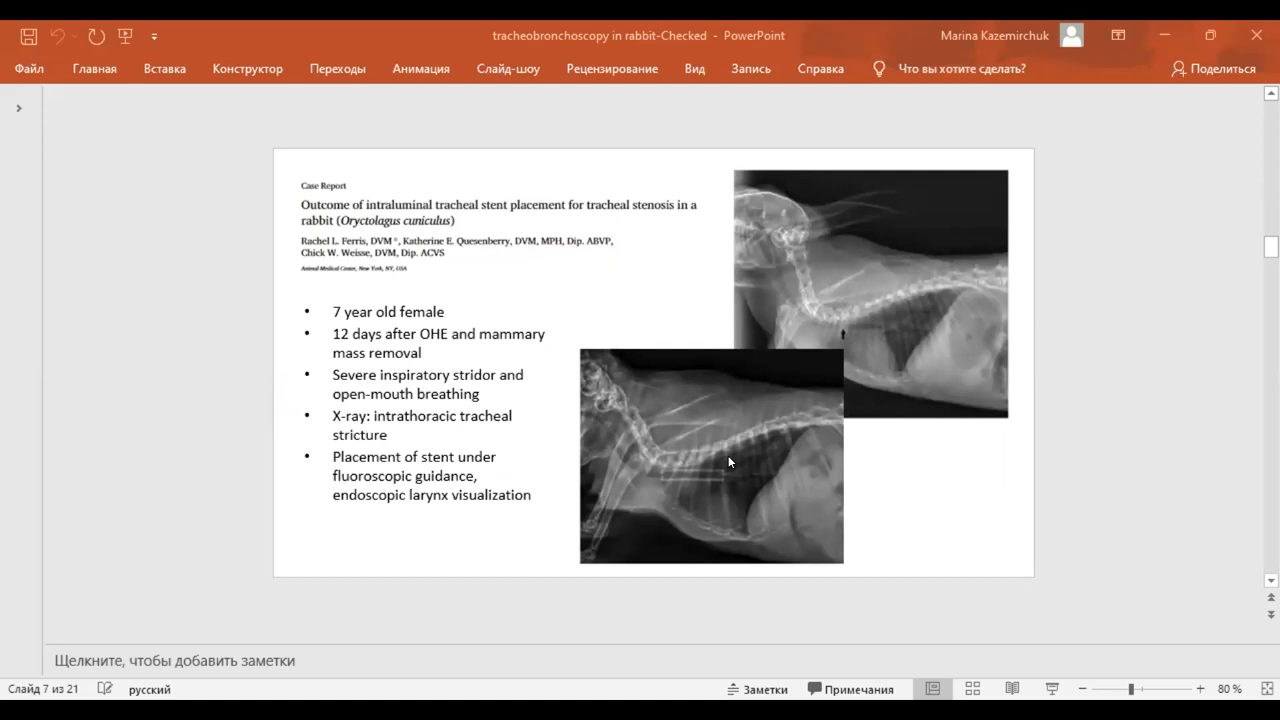 tracheobronchoscopy in rabbit-Checked - PowerPoint
Marina Kazemirchuk
Файл Главная Вставка Конструктор Переходы Анимация Слайд-шоу Рецензирование Вид Запись Справка Что вы хотите сделать? Поделиться
Case Report
Outcome of intraluminal tracheal stent placement for tracheal stenosis in a
rabbit (Oryctolagus cuniculus)
Rachel L. Ferris, DVM*, Katherine E. Quesenberry, DVM, MPH, Dip. ABVP,
Chick W. Weisse, DVM, Dip. ACVS
Animal Medical Center, New York, NY, USA
• 7 year old female
• 12 days after OHE and mammary
mass removal
• Severe inspiratory stridor and
open-mouth breathing
• X-ray: intrathoracic tracheal
stricture
• Placement of stent under
fluoroscopic guidance,
endoscopic larynx visualization
Щелкните, чтобы добавить заметки
Слайд 7 из 21 русский Заметки Примечания 80 %